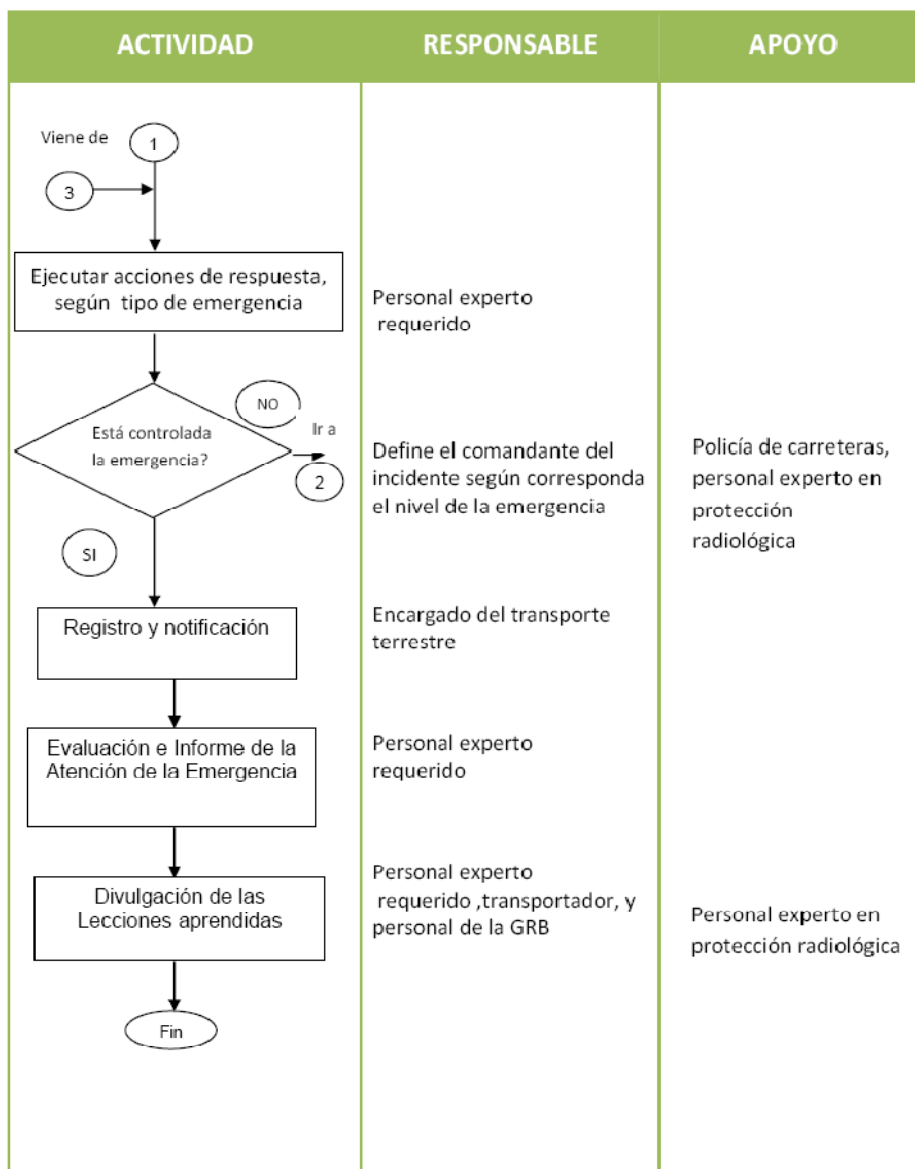 ACTIVIDAD
RESPONSABLE
APOYO
Viene de
1
3
Ejecutar acciones de respuesta,
según tipo de emergencia
Personal experto
requerido
NO
Ir a
2
Está controlada
la emergencia?
Define el comandante del
incidente según corresponda
el nivel de la emergencia
Policía de carreteras,
personal experto en
protección
radiológica
SI
Registro y notificación
Encargado del transporte
terrestre
Evaluación e Informe de la
Atención de la Emergencia
Personal experto
requerido
Divulgación de las
Lecciones aprendidas
Personal experto
requerido ,transportador, y
personal de la GRB
Personal experto en
protección radiológica
Fin